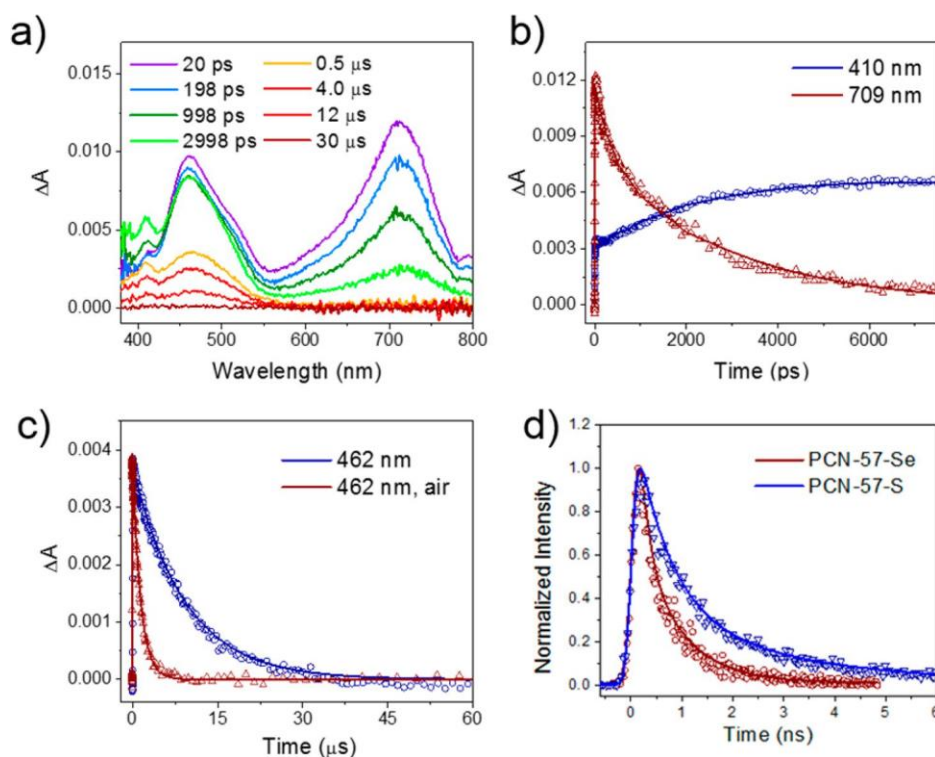 a)
0.015
0.010
0.005
0.000
ΔA
20 ps
198 ps
998 ps
2998 ps
0.5 μs
4.0 μs
12 μs
30 μs
400 450 500 550 600 650 700 750 800
Wavelength (nm)
b)
0.012
0.009
0.006
0.003
0.000
ΔA
410 nm
709 nm
0 2000 4000 6000
Time (ps)
c)
0.004
0.003
0.002
0.001
0.000
ΔA
462 nm
462 nm, air
0 15 30 45 60
Time (μs)
d)
1.2
1.0
0.8
0.6
0.4
0.2
0.0
Normalized Intensity
PCN-57-Se
PCN-57-S
0 1 2 3 4 5 6
Time (ns)